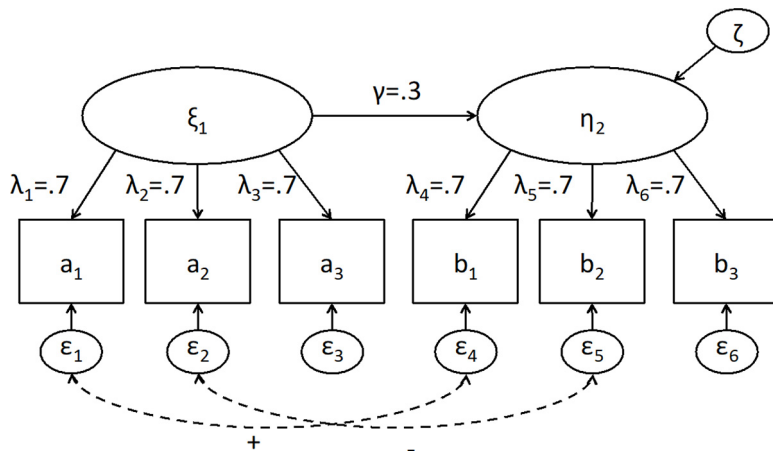 ζ
γ=.3
ξ₁ η₂
λ₁=.7 λ₂=.7 λ₃=.7 λ₄=.7 λ₅=.7 λ₆=.7
a₁ a₂ a₃ b₁ b₂ b₃
ε₁ ε₂ ε₃ ε₄ ε₅ ε₆
+ -